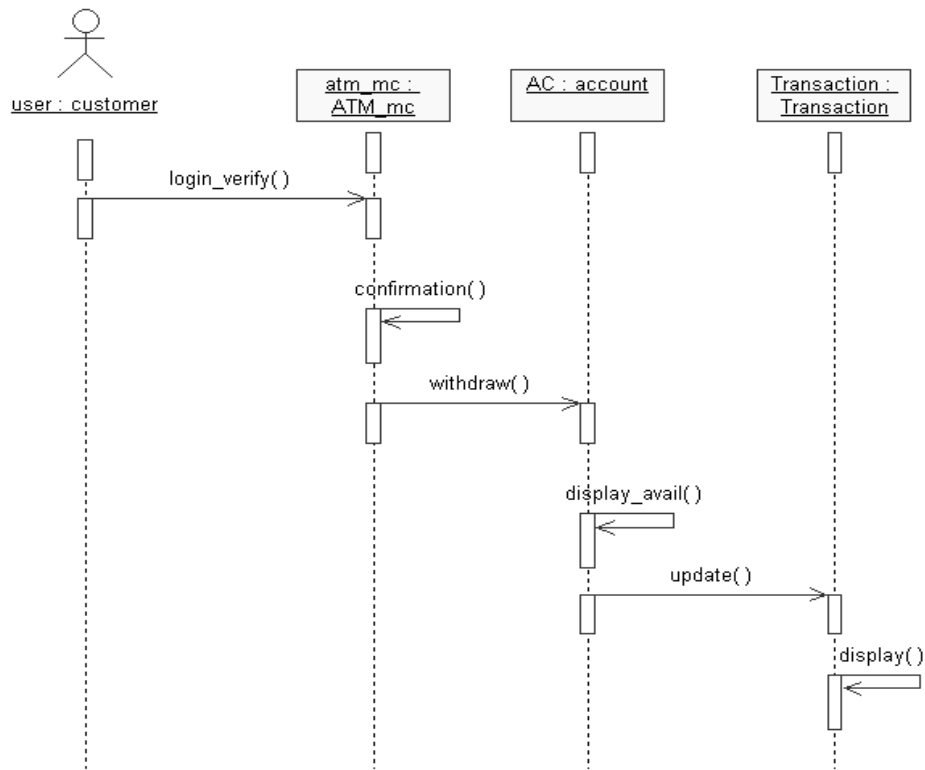 user : customer
atm_mc :
ATM_mc
AC : account
Transaction :
Transaction
login_verify( )
confirmation( )
withdraw( )
display_avail( )
update( )
display( )